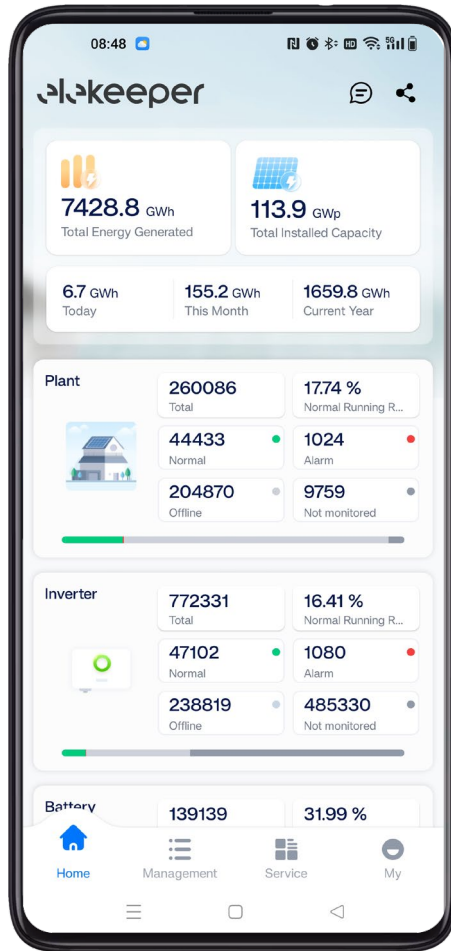 08:48
HD 5G
elekeeper
7428.8 GWh
Total Energy Generated
113.9 GWp
Total Installed Capacity
6.7 GWh
Today
155.2 GWh
This Month
1659.8 GWh
Current Year
Plant
260086
Total
17.74 %
Normal Running R...
44433
Normal
1024
Alarm
204870
Offline
9759
Not monitored
Inverter
772331
Total
16.41 %
Normal Running R...
47102
Normal
1080
Alarm
238819
Offline
485330
Not monitored
Battery
139139
31.99 %
Home
Management
Service
My